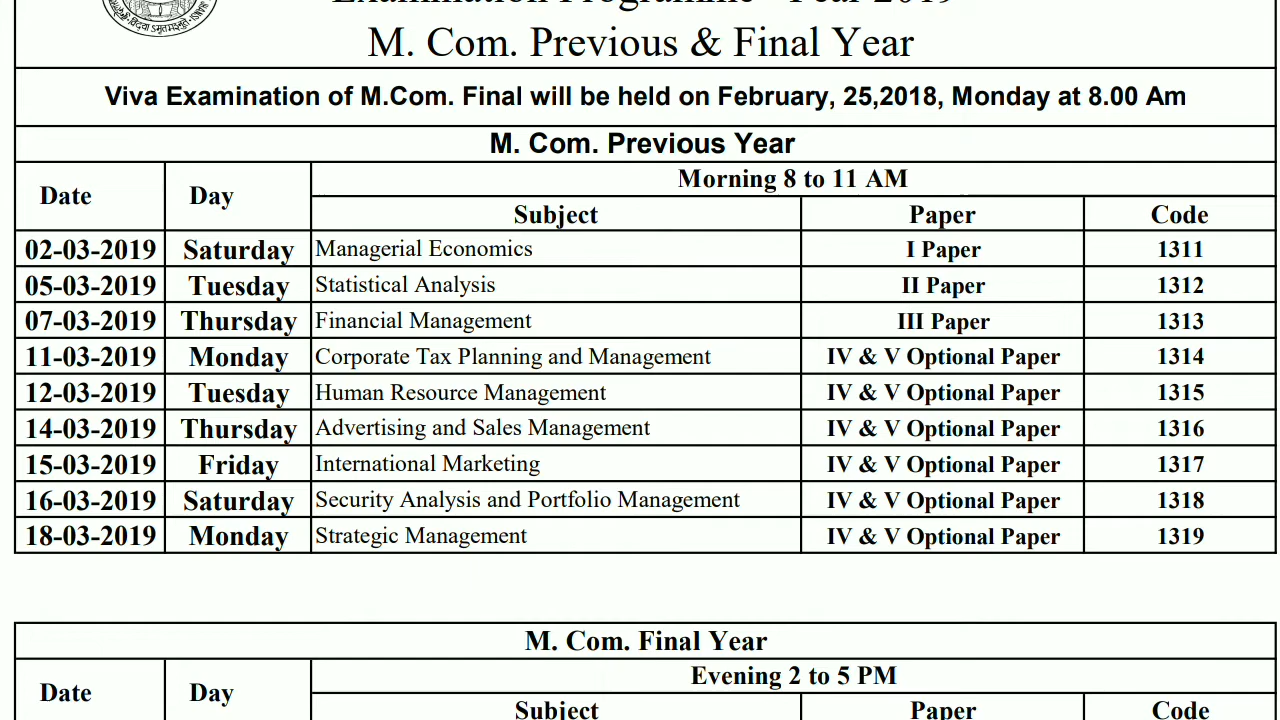 Examination Programme - Year 2019
M. Com. Previous & Final Year
Viva Examination of M.Com. Final will be held on February, 25,2018, Monday at 8.00 Am
M. Com. Previous Year
Date Day Morning 8 to 11 AM
Subject Paper Code
02-03-2019 Saturday Managerial Economics I Paper 1311
05-03-2019 Tuesday Statistical Analysis II Paper 1312
07-03-2019 Thursday Financial Management III Paper 1313
11-03-2019 Monday Corporate Tax Planning and Management IV & V Optional Paper 1314
12-03-2019 Tuesday Human Resource Management IV & V Optional Paper 1315
14-03-2019 Thursday Advertising and Sales Management IV & V Optional Paper 1316
15-03-2019 Friday International Marketing IV & V Optional Paper 1317
16-03-2019 Saturday Security Analysis and Portfolio Management IV & V Optional Paper 1318
18-03-2019 Monday Strategic Management IV & V Optional Paper 1319
M. Com. Final Year
Date Day Evening 2 to 5 PM
Subject Paper Code